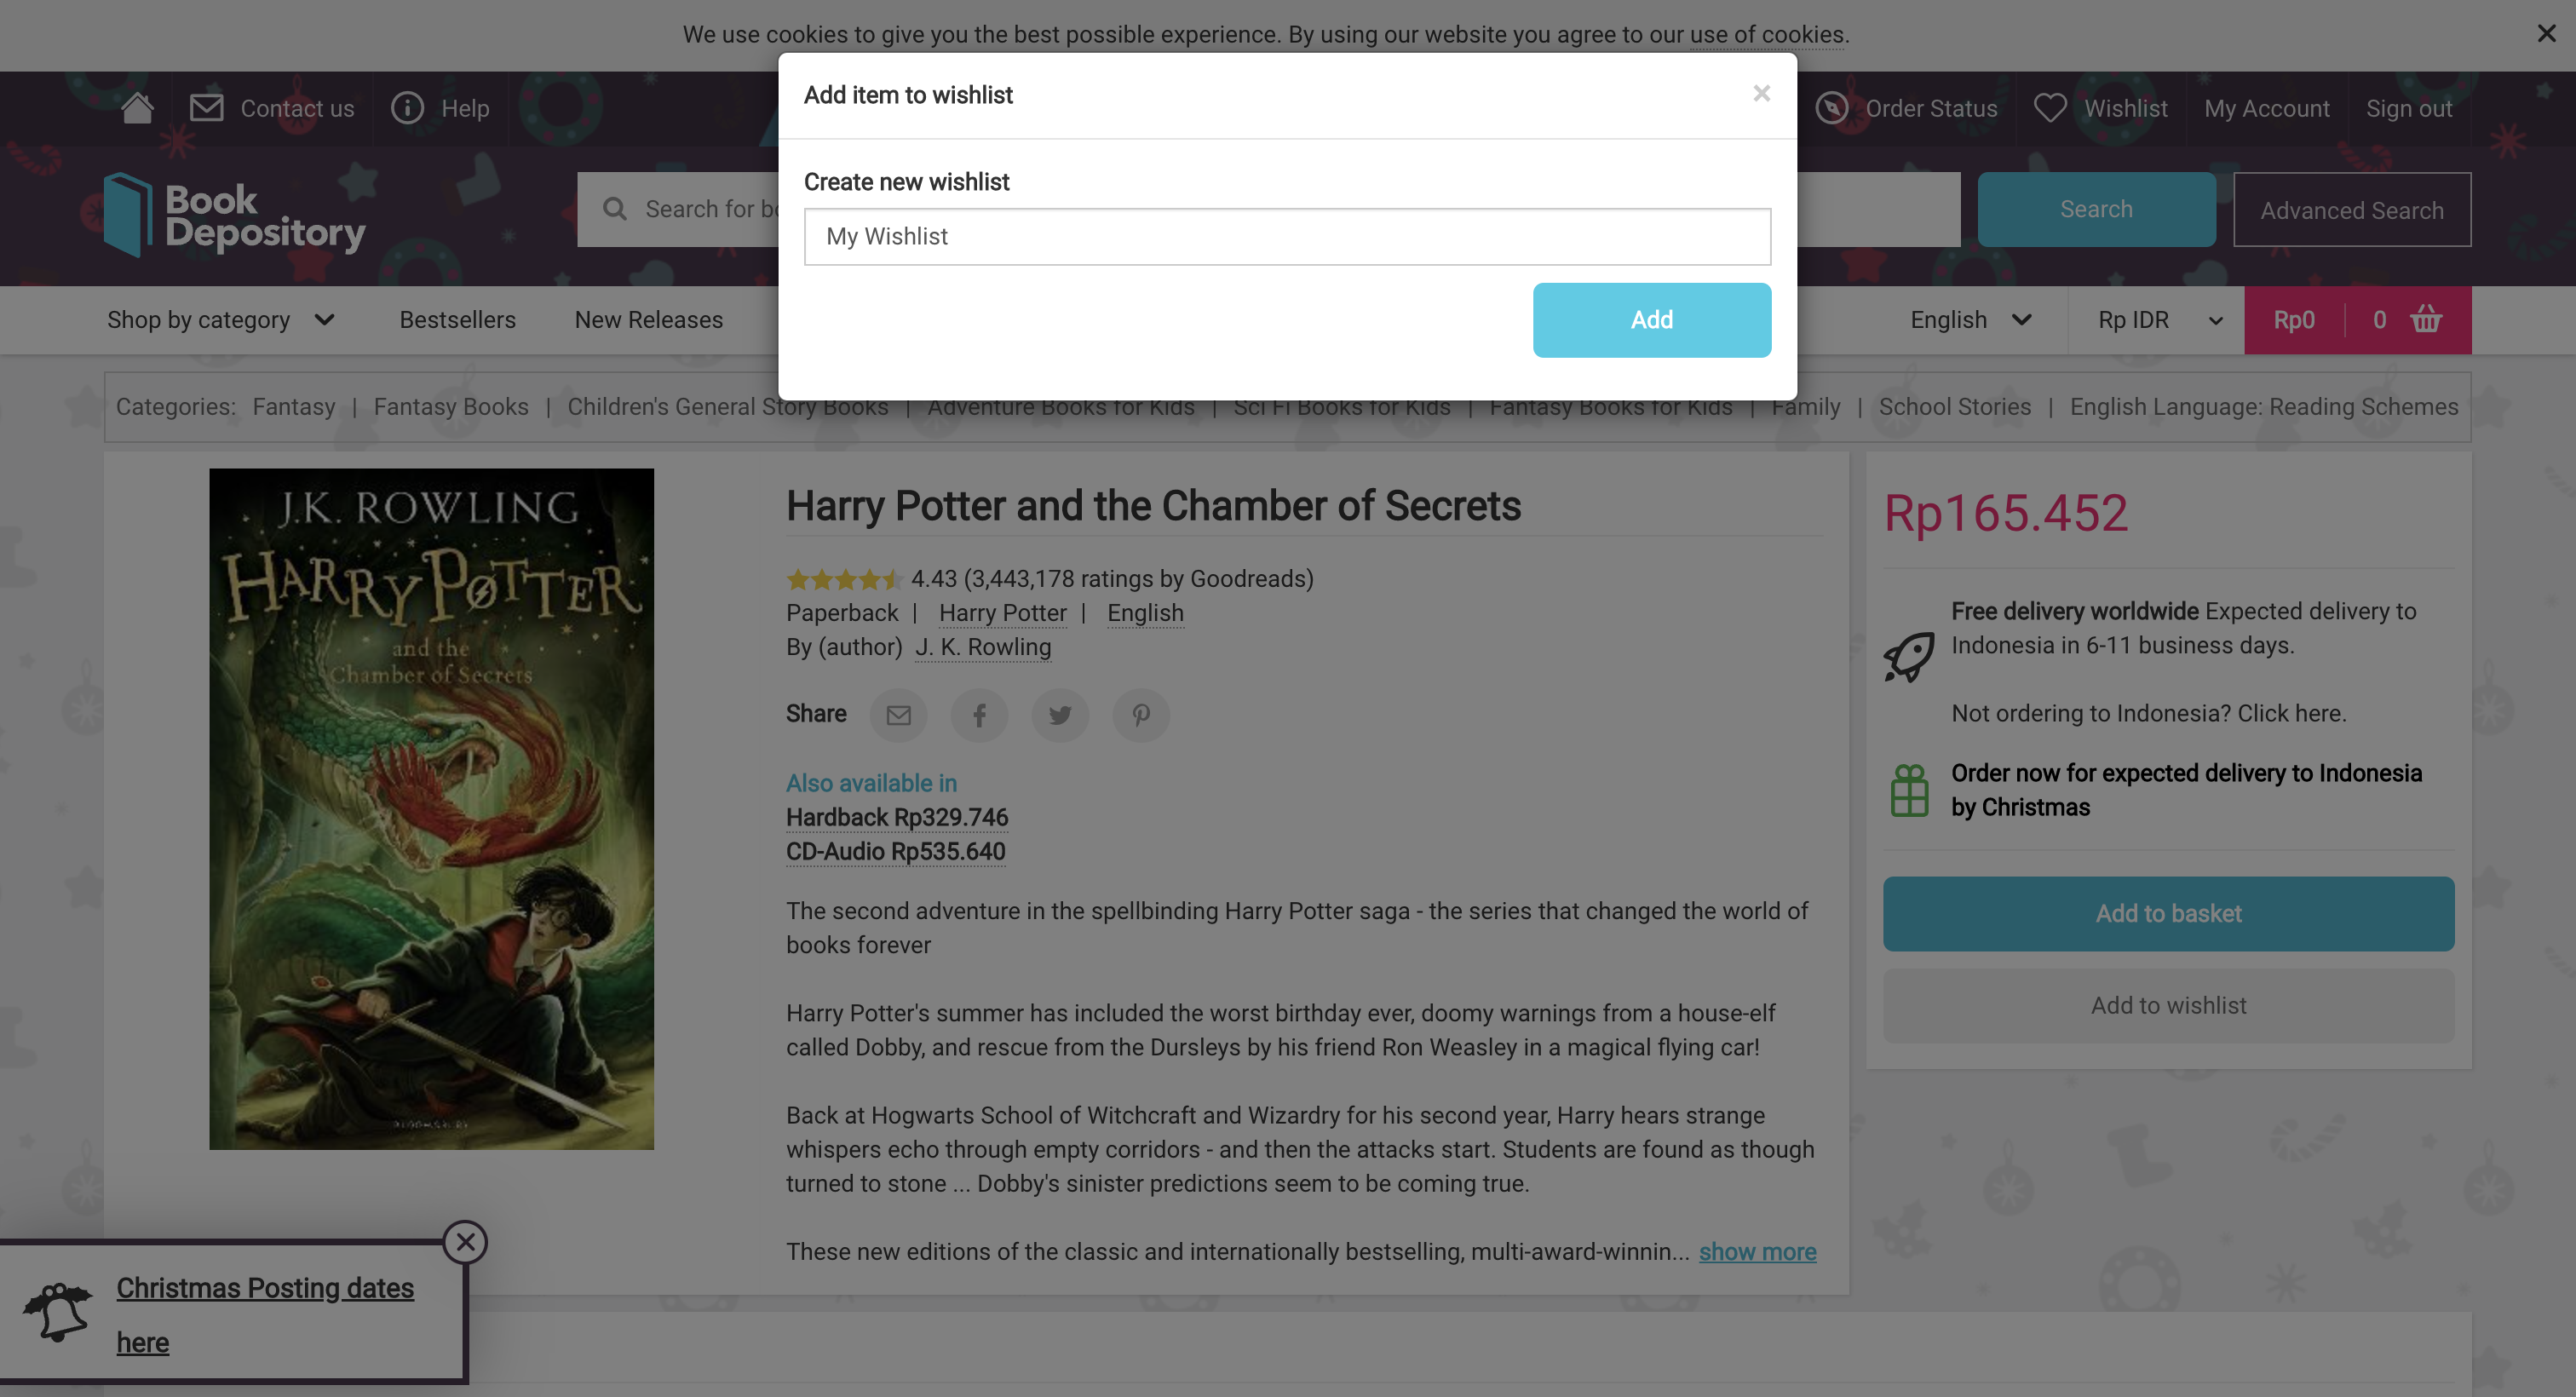 We use cookies to give you the best possible experience. By using our website you agree to our use of cookies.
Add item to wishlist
Create new wishlist
My Wishlist
Add
Contact us
Help
Order Status
Wishlist
My Account
Sign out
Book
Depository
Search for bo
Search
Advanced Search
Shop by category
Bestsellers
New Releases
English
Rp IDR
Rp0
0
Categories: Fantasy | Fantasy Books | Children's General Story Books | Adventure Books for Kids | Sci Fi Books for Kids | Fantasy Books for Kids | Family | School Stories | English Language: Reading Schemes
J.K. ROWLING
HARRY POTTER
and the
Chamber of Secrets
BLOOMSBURY
Harry Potter and the Chamber of Secrets
4.43 (3,443,178 ratings by Goodreads)
Paperback | Harry Potter | English
By (author) J. K. Rowling
Share
Also available in
Hardback Rp329.746
CD-Audio Rp535.640
The second adventure in the spellbinding Harry Potter saga - the series that changed the world of
books forever
Harry Potter's summer has included the worst birthday ever, doomy warnings from a house-elf
called Dobby, and rescue from the Dursleys by his friend Ron Weasley in a magical flying car!
Back at Hogwarts School of Witchcraft and Wizardry for his second year, Harry hears strange
whispers echo through empty corridors - and then the attacks start. Students are found as though
turned to stone ... Dobby's sinister predictions seem to be coming true.
These new editions of the classic and internationally bestselling, multi-award-winnin... show more
Rp165.452
Free delivery worldwide Expected delivery to
Indonesia in 6-11 business days.
Not ordering to Indonesia? Click here.
Order now for expected delivery to Indonesia
by Christmas
Add to basket
Add to wishlist
Christmas Posting dates
here